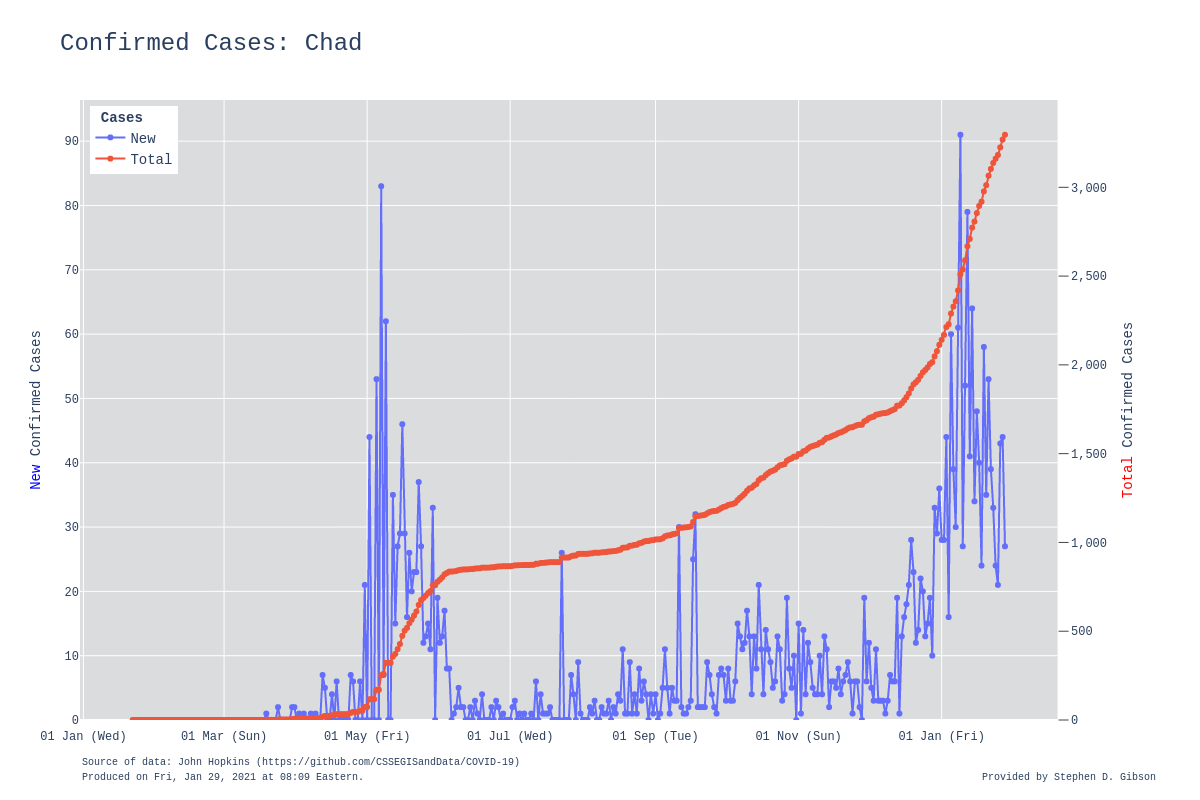 Confirmed Cases: Chad
Cases
New
Total
90
80
70
60
50
40
30
20
10
0
3,000
2,500
2,000
1,500
1,000
500
0
New Confirmed Cases
Total Confirmed Cases
01 Jan (Wed)
01 Mar (Sun)
01 May (Fri)
01 Jul (Wed)
01 Sep (Tue)
01 Nov (Sun)
01 Jan (Fri)
Source of data: John Hopkins (https://github.com/CSSEGISandData/COVID-19)
Produced on Fri, Jan 29, 2021 at 08:09 Eastern.
Provided by Stephen D. Gibson